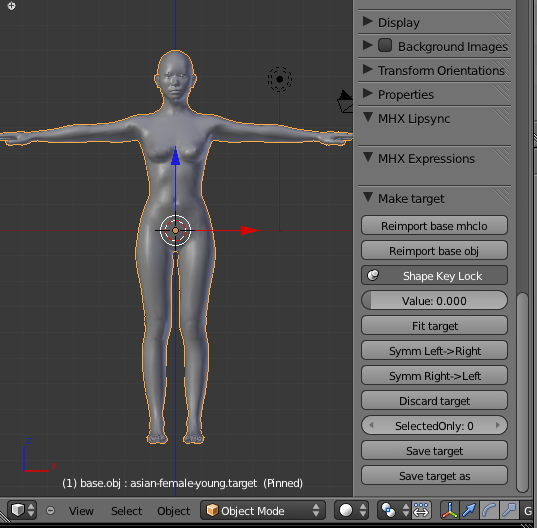 Display
Background Images
Transform Orientations
Properties
MHX Lipsync
MHX Expressions
Make target
Reimport base mhclo
Reimport base obj
Shape Key Lock
Value: 0.000
Fit target
Symm Left->Right
Symm Right->Left
Discard target
SelectedOnly: 0
Save target
Save target as
(1) base.obj : asian-female-young.target (Pinned)
View Select Object Object Mode G